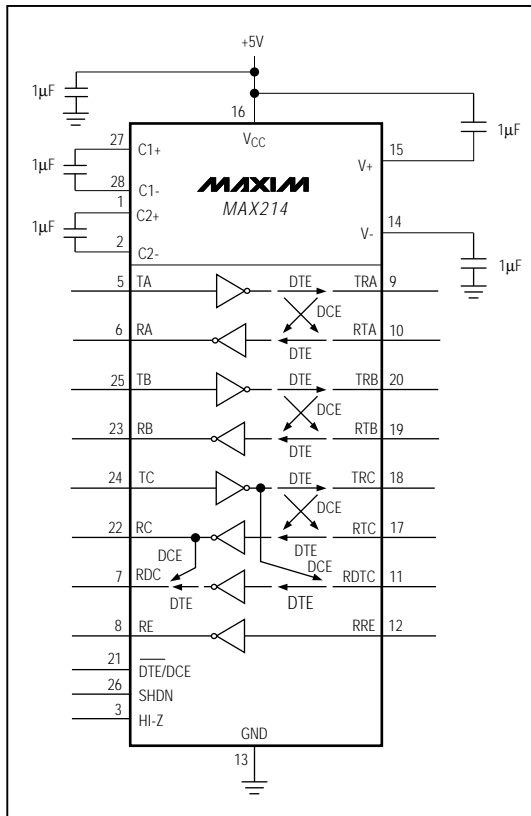 +5V
1µF
16
VCC
1µF
27
C1+
15
V+
1µF
28
C1-
MAXIM
MAX214
1
C2+
1µF
2
C2-
14
V-
1µF
5 TA DTE TRA 9
DCE
6 RA DTE RTA 10
25 TB DTE TRB 20
DCE
23 RB DTE RTB 19
24 TC DTE TRC 18
DCE
22 RC DTE RTC 17
DCE DCE
7 RDC DTE DTE RDTC 11
8 RE RRE 12
21 DTE/DCE
26 SHDN
3 HI-Z
GND
13